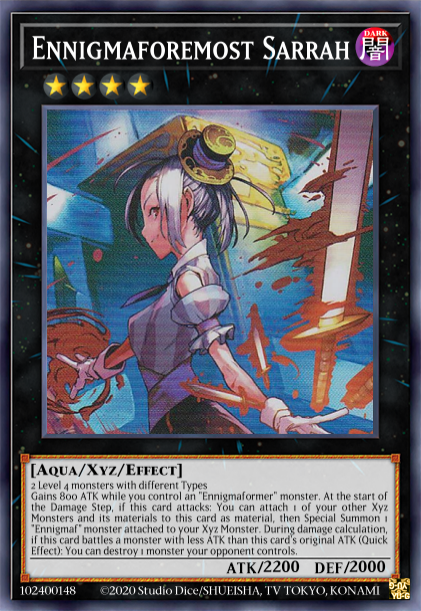 ENNIGMAFOREMOST SARRAH
DARK
闇
[AQUA/XYZ/EFFECT]
2 Level 4 monsters with different Types
Gains 800 ATK while you control an "Ennigmaformer" monster. At the start of
the Damage Step, if this card attacks: You can attach 1 of your other Xyz
Monsters and its materials to this card as material, then Special Summon 1
"Ennigmaf" monster attached to your Xyz Monster. During damage calculation,
if this card battles a monster with less ATK than this card's original ATK (Quick
Effect): You can destroy 1 monster your opponent controls.
ATK/2200 DEF/2000
102400148 ©2020 Studio Dice/SHUEISHA, TV TOKYO, KONAMI